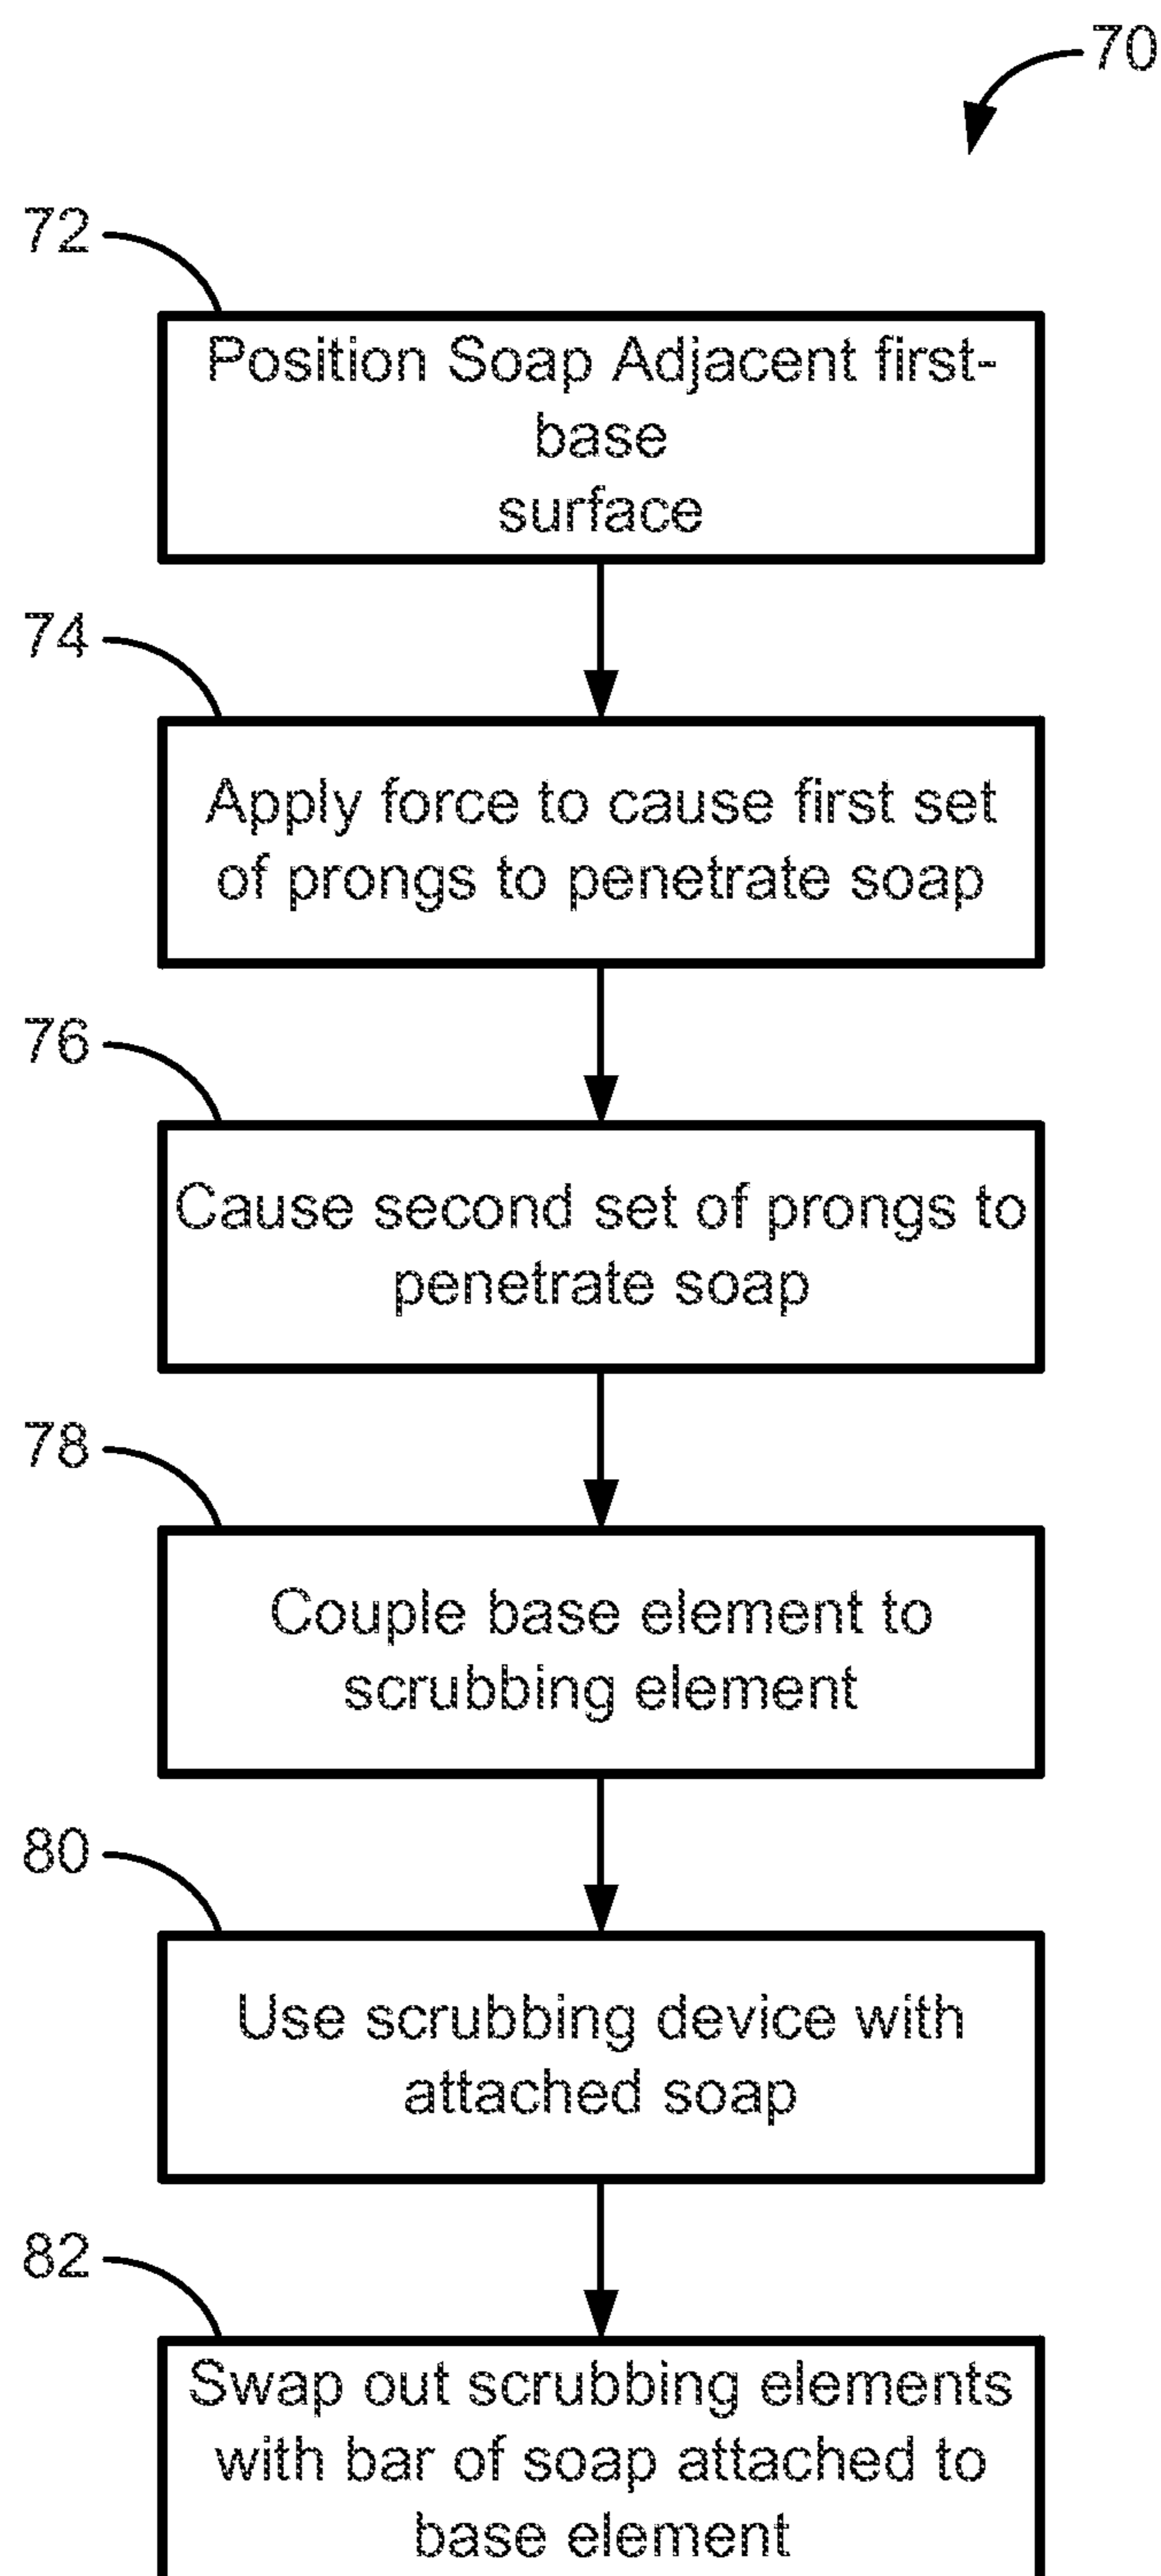 70
72
Position Soap Adjacent first-
base
surface
74
Apply force to cause first set
of prongs to penetrate soap
76
Cause second set of prongs to
penetrate soap
78
Couple base element to
scrubbing element
80
Use scrubbing device with
attached soap
82
Swap out scrubbing elements
with bar of soap attached to
base element